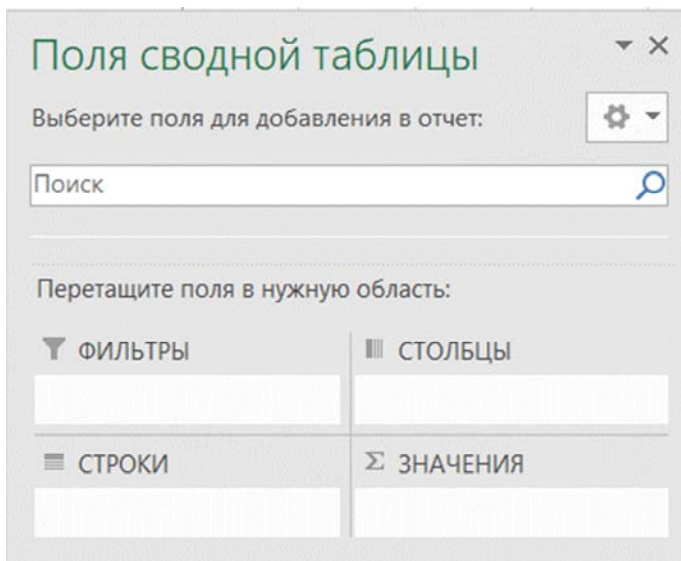 Поля сводной таблицы
Выберите поля для добавления в отчет:
Поиск
Перетащите поля в нужную область:
ФИЛЬТРЫ
СТОЛБЦЫ
СТРОКИ
Σ ЗНАЧЕНИЯ